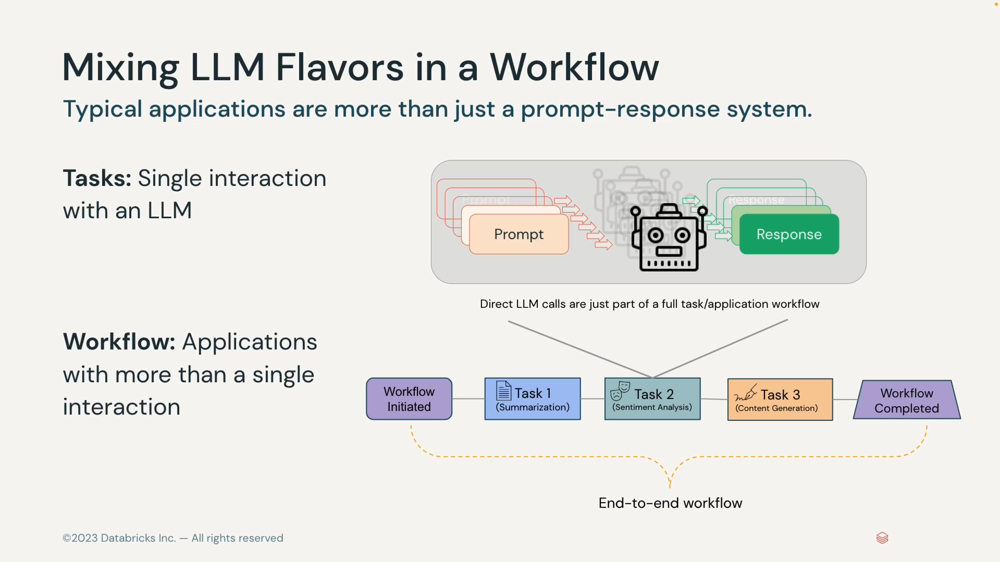 Mixing LLM Flavors in a Workflow
Typical applications are more than just a prompt-response system.
Tasks: Single interaction
with an LLM
Prompt
Response
Prompt
Response
Direct LLM calls are just part of a full task/application workflow
Workflow: Applications
with more than a single
interaction
Workflow
Initiated
Task 1
(Summarization)
Task 2
(Sentiment Analysis)
Task 3
(Content Generation)
Workflow
Completed
End-to-end workflow
©2023 Databricks Inc. — All rights reserved